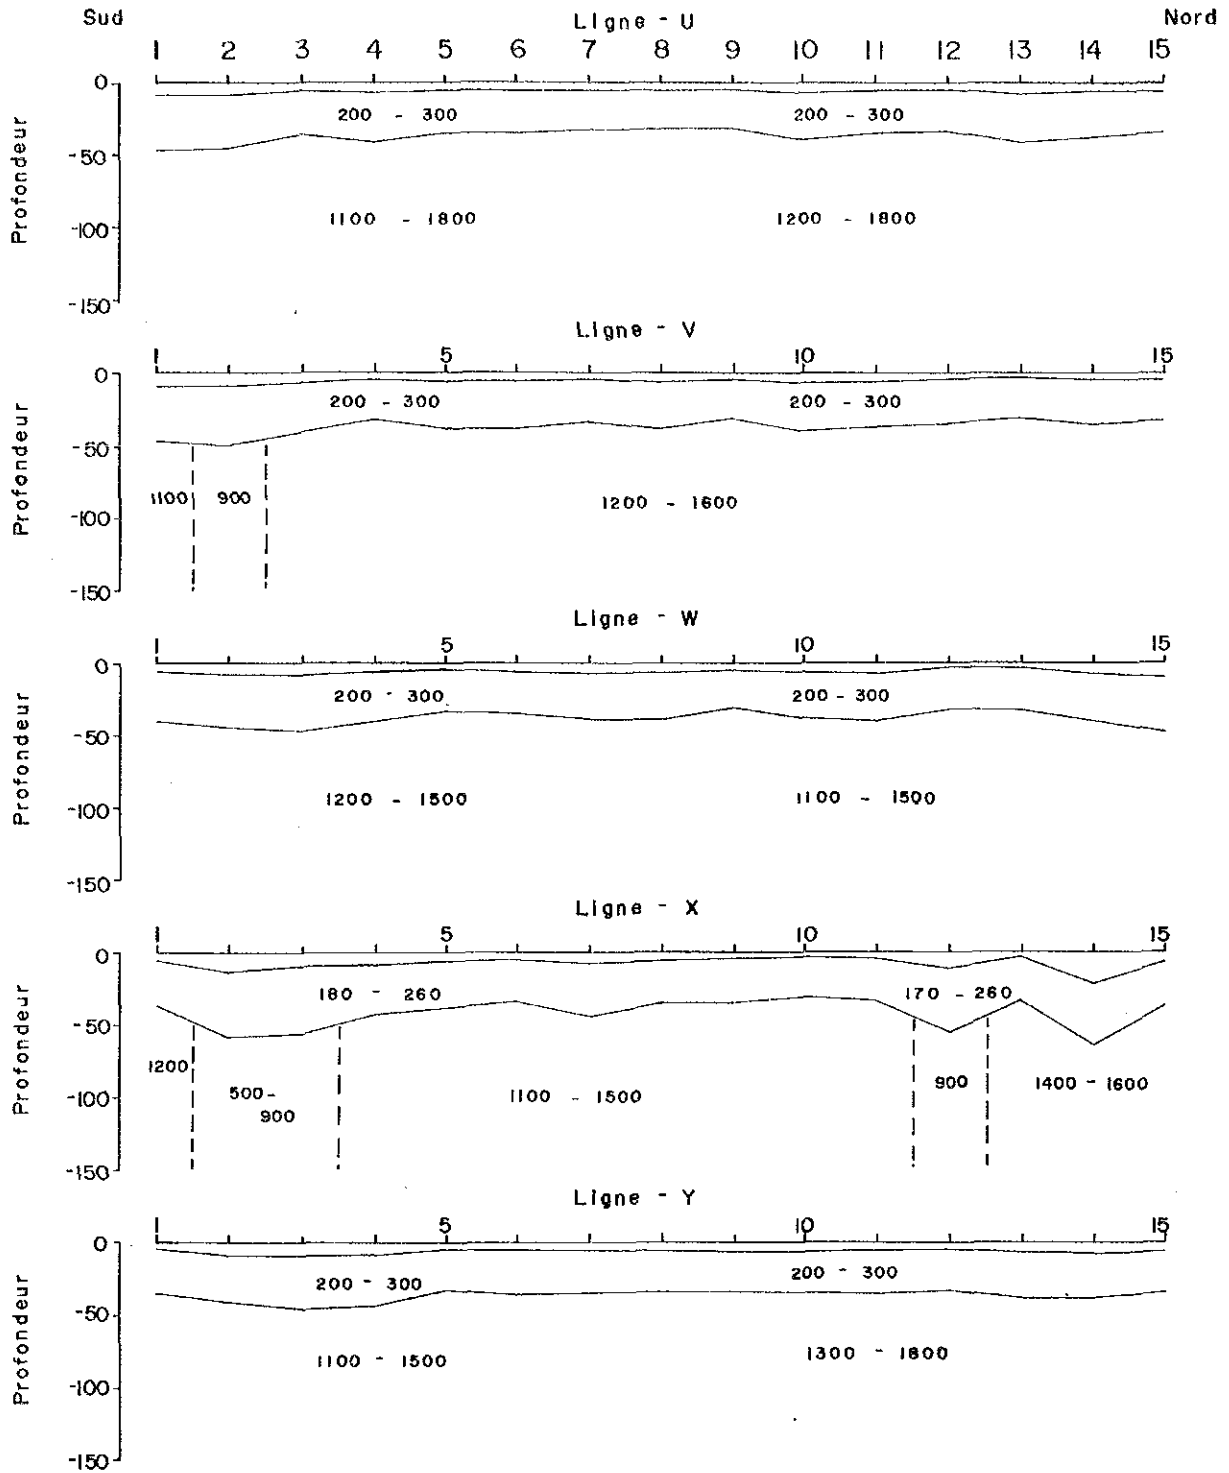 Sud Ligne - U Nord
1 2 3 4 5 6 7 8 9 10 11 12 13 14 15
0
200 - 300 200 - 300
-50
1100 - 1800 1200 - 1800
-100
-150
Profondeur
Ligne - V
1 5 10 15
0
200 - 300 200 - 300
-50
1100 900 1200 - 1600
-100
-150
Profondeur
Ligne - W
1 5 10 15
0
200 - 300 200 - 300
-50
1200 - 1500 1100 - 1500
-100
-150
Profondeur
Ligne - X
1 5 10 15
0
180 - 260 170 - 260
-50
1200 500 - 900 1100 - 1500 900 1400 - 1600
-100
-150
Profondeur
Ligne - Y
1 5 10 15
0
200 - 300 200 - 300
-50
1100 - 1500 1300 - 1800
-100
-150
Profondeur